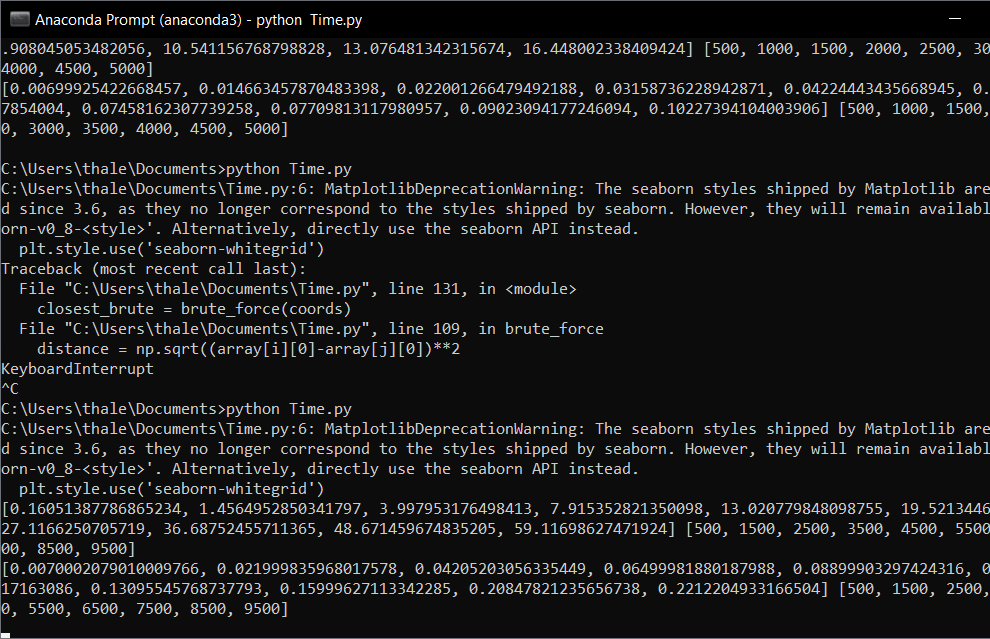 Anaconda Prompt (anaconda3) - python  Time.py
.908045053482056, 10.541156768798828, 13.076481342315674, 16.448002338409424] [500, 1000, 1500, 2000, 2500, 30
4000, 4500, 5000]
[0.00699925422668457, 0.014663457870483398, 0.022001266479492188, 0.03158736228942871, 0.04224443435668945, 0.
7854004, 0.07458162307739258, 0.07709813117980957, 0.09023094177246094, 0.10227394104003906] [500, 1000, 1500,
0, 3000, 3500, 4000, 4500, 5000]
C:\Users\thale\Documents>python Time.py
C:\Users\thale\Documents\Time.py:6: MatplotlibDeprecationWarning: The seaborn styles shipped by Matplotlib are
d since 3.6, as they no longer correspond to the styles shipped by seaborn. However, they will remain availabl
orn-v0_8-<style>'. Alternatively, directly use the seaborn API instead.
  plt.style.use('seaborn-whitegrid')
Traceback (most recent call last):
  File "C:\Users\thale\Documents\Time.py", line 131, in <module>
    closest_brute = brute_force(coords)
  File "C:\Users\thale\Documents\Time.py", line 109, in brute_force
    distance = np.sqrt((array[i][0]-array[j][0])**2
KeyboardInterrupt
^C
C:\Users\thale\Documents>python Time.py
C:\Users\thale\Documents\Time.py:6: MatplotlibDeprecationWarning: The seaborn styles shipped by Matplotlib are
d since 3.6, as they no longer correspond to the styles shipped by seaborn. However, they will remain availabl
orn-v0_8-<style>'. Alternatively, directly use the seaborn API instead.
  plt.style.use('seaborn-whitegrid')
[0.16051387786865234, 1.4564952850341797, 3.997953176498413, 7.915352821350098, 13.020779848098755, 19.5213446
27.1166250705719, 36.68752455711365, 48.671459674835205, 59.11698627471924] [500, 1500, 2500, 3500, 4500, 5500
00, 8500, 9500]
[0.0070002079010009766, 0.021999835968017578, 0.04205203056335449, 0.06499981880187988, 0.08899903297424316, 0
17163086, 0.13095545768737793, 0.15999627113342285, 0.20847821235656738, 0.2212204933166504] [500, 1500, 2500,
0, 5500, 6500, 7500, 8500, 9500]